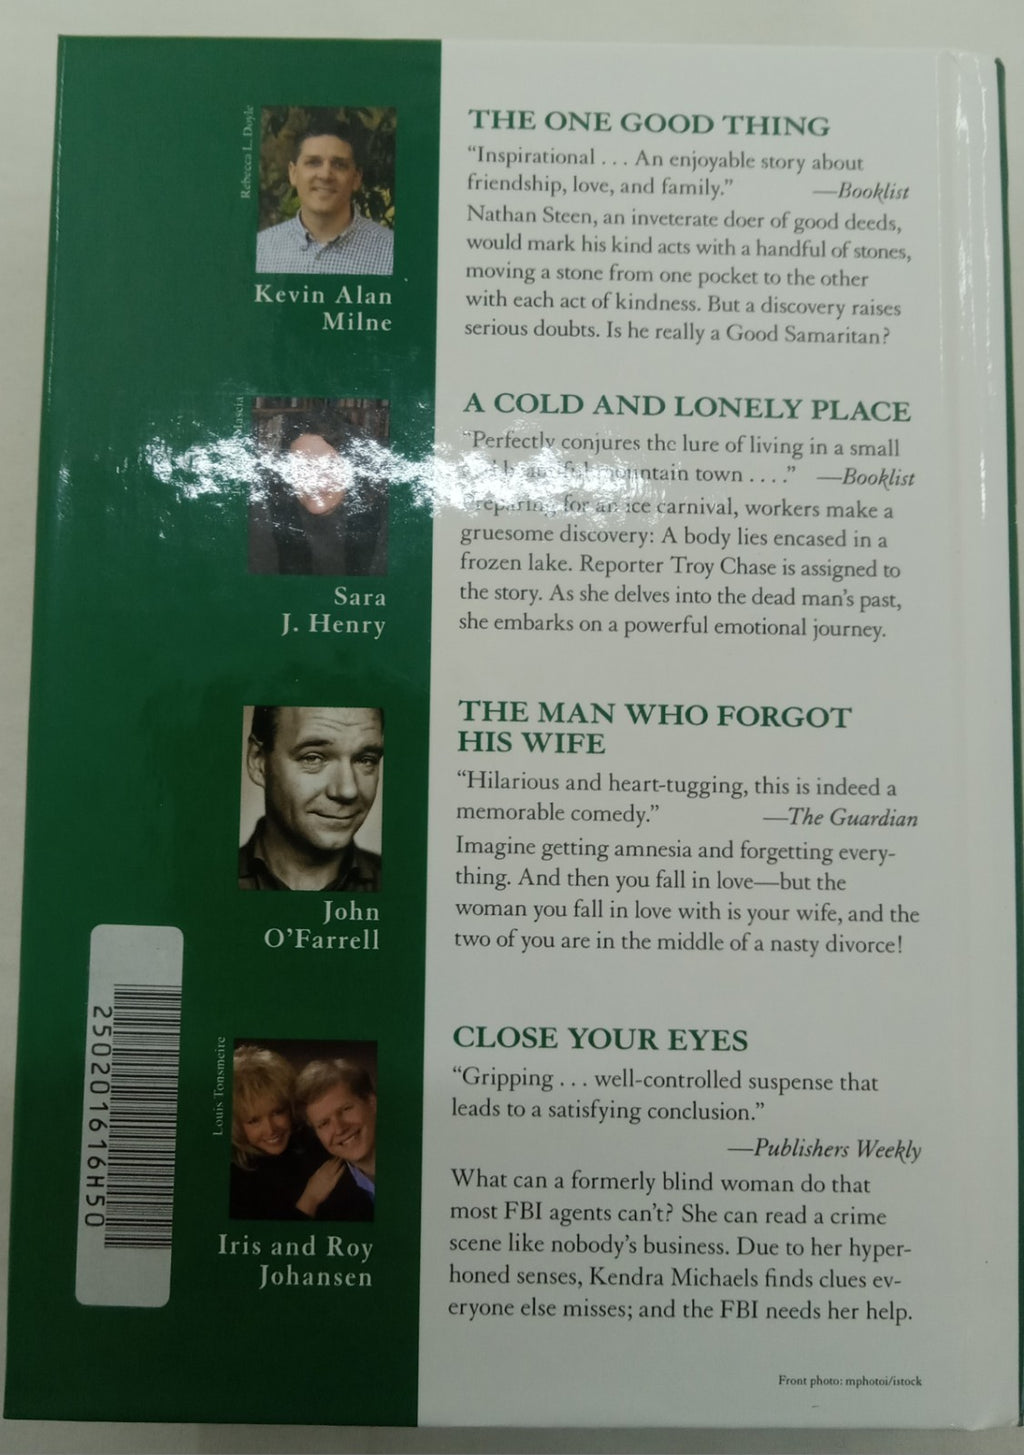 Rebecca L. Doyle
Kevin Alan
Milne
THE ONE GOOD THING
“Inspirational . . . An enjoyable story about
friendship, love, and family.” —Booklist
Nathan Steen, an inveterate doer of good deeds,
would mark his kind acts with a handful of stones,
moving a stone from one pocket to the other
with each act of kindness. But a discovery raises
serious doubts. Is he really a Good Samaritan?
Sara
J. Henry
A COLD AND LONELY PLACE
“Perfectly conjures the lure of living in a small
mountain town . . . .” —Booklist
Preparing for an ice carnival, workers make a
gruesome discovery: A body lies encased in a
frozen lake. Reporter Troy Chase is assigned to
the story. As she delves into the dead man’s past,
she embarks on a powerful emotional journey.
John
O’Farrell
THE MAN WHO FORGOT
HIS WIFE
“Hilarious and heart-tugging, this is indeed a
memorable comedy.” —The Guardian
Imagine getting amnesia and forgetting every-
thing. And then you fall in love—but the
woman you fall in love with is your wife, and the
two of you are in the middle of a nasty divorce!
Louis Tonsmeire
Iris and Roy
Johansen
CLOSE YOUR EYES
“Gripping . . . well-controlled suspense that
leads to a satisfying conclusion.”
—Publishers Weekly
What can a formerly blind woman do that
most FBI agents can’t? She can read a crime
scene like nobody’s business. Due to her hyper-
honed senses, Kendra Michaels finds clues ev-
eryone else misses; and the FBI needs her help.
Front photo: mphotoi/istock
250201616H50